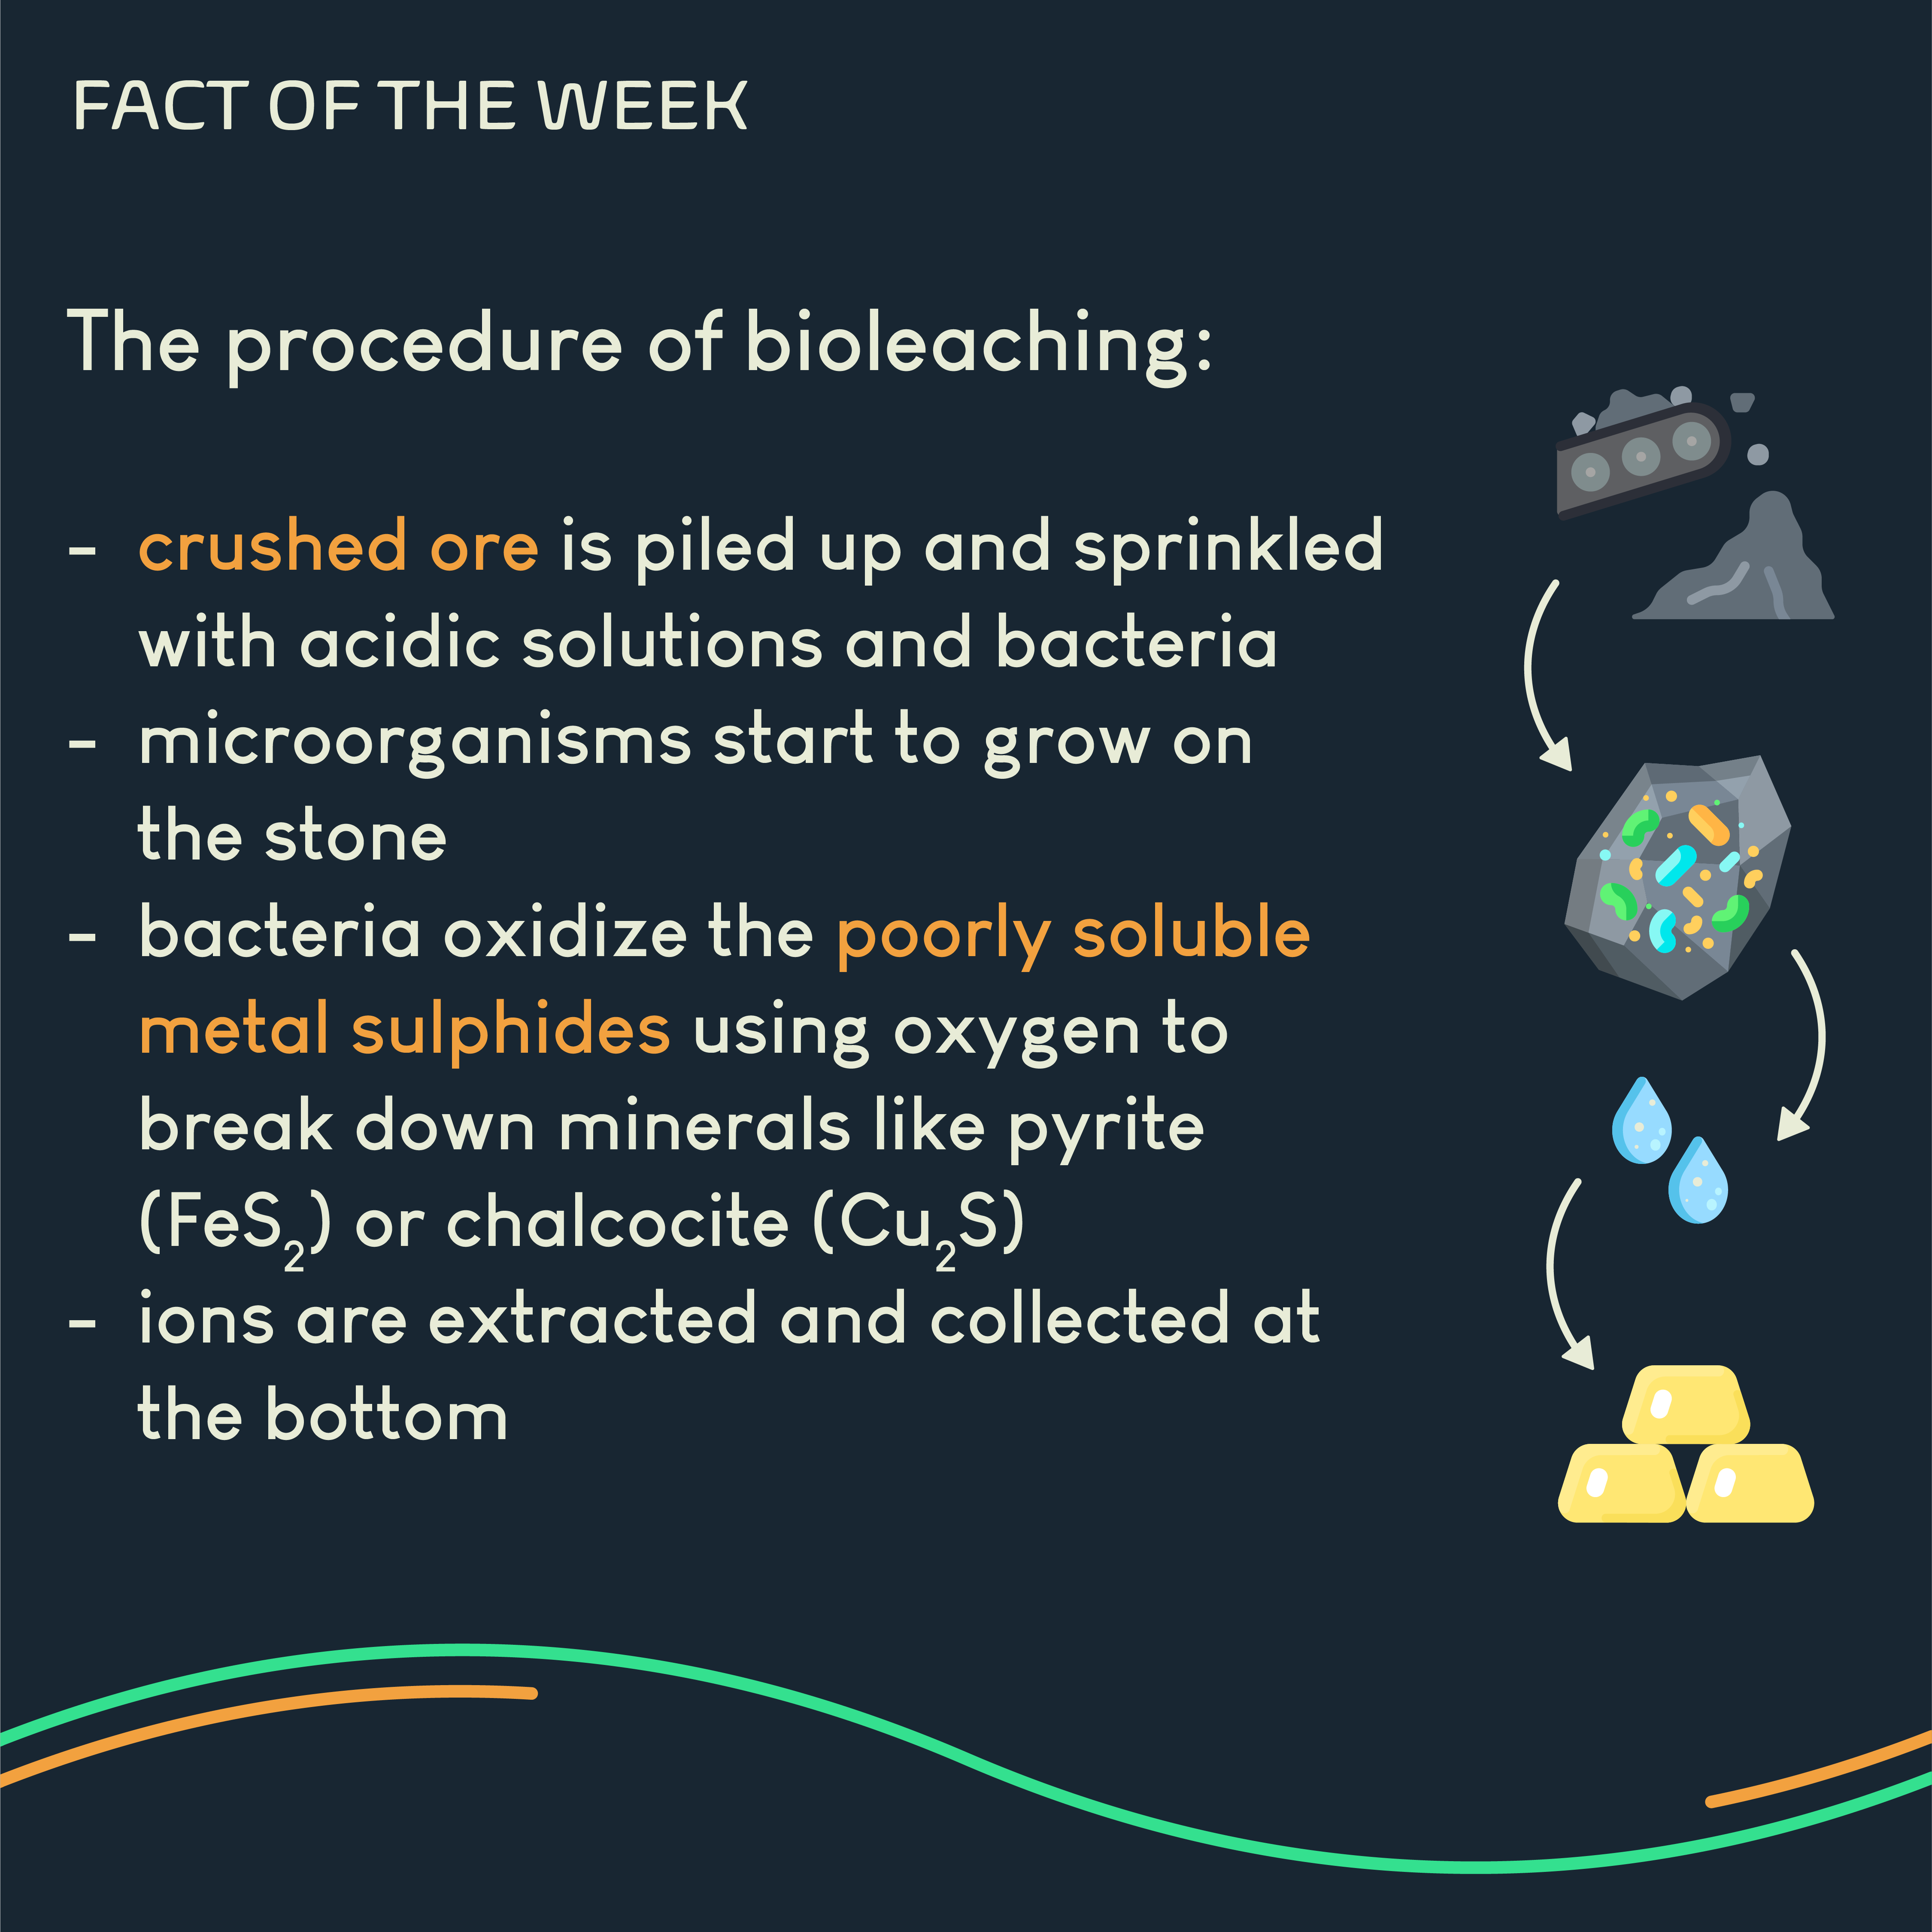 FACT OF THE WEEK
The procedure of bioleaching:
- crushed ore is piled up and sprinkled
with acidic solutions and bacteria
- microorganisms start to grow on
the stone
- bacteria oxidize the poorly soluble
metal sulphides using oxygen to
break down minerals like pyrite
(FeS₂) or chalcocite (Cu₂S)
- ions are extracted and collected at
the bottom